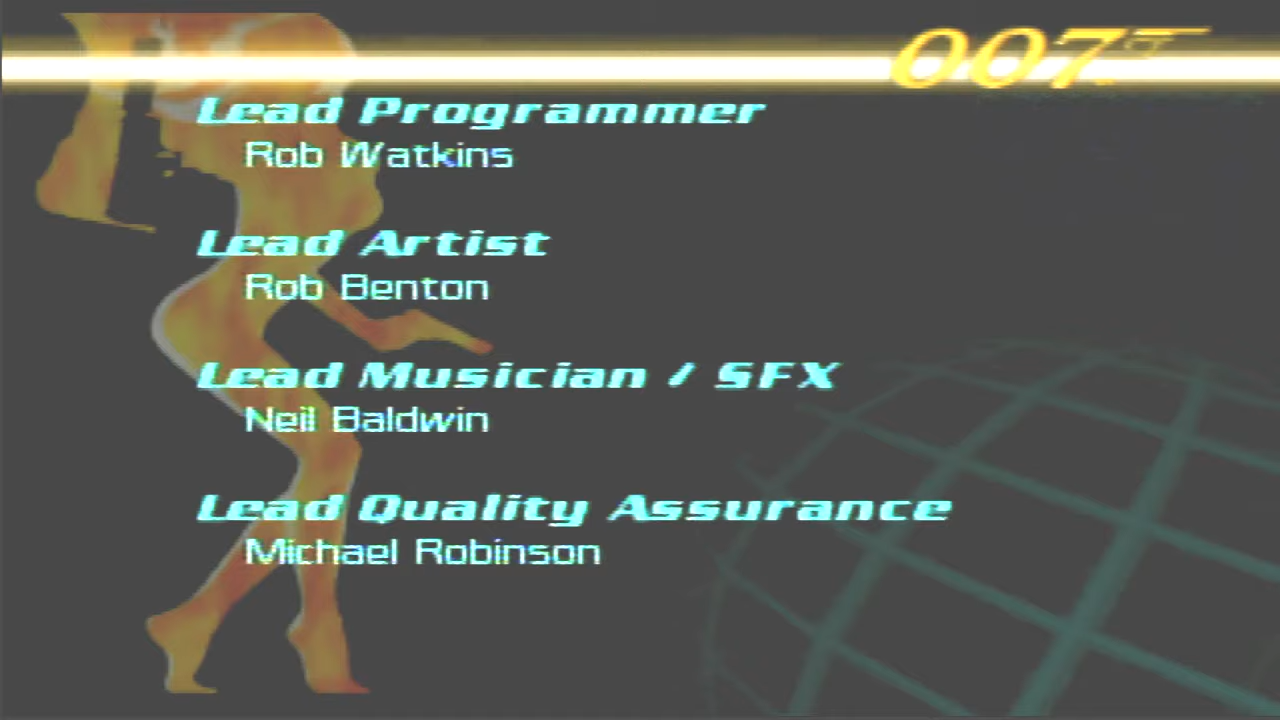 007
Lead Programmer
Rob Watkins
Lead Artist
Rob Benton
Lead Musician / SFX
Neil Baldwin
Lead Quality Assurance
Michael Robinson